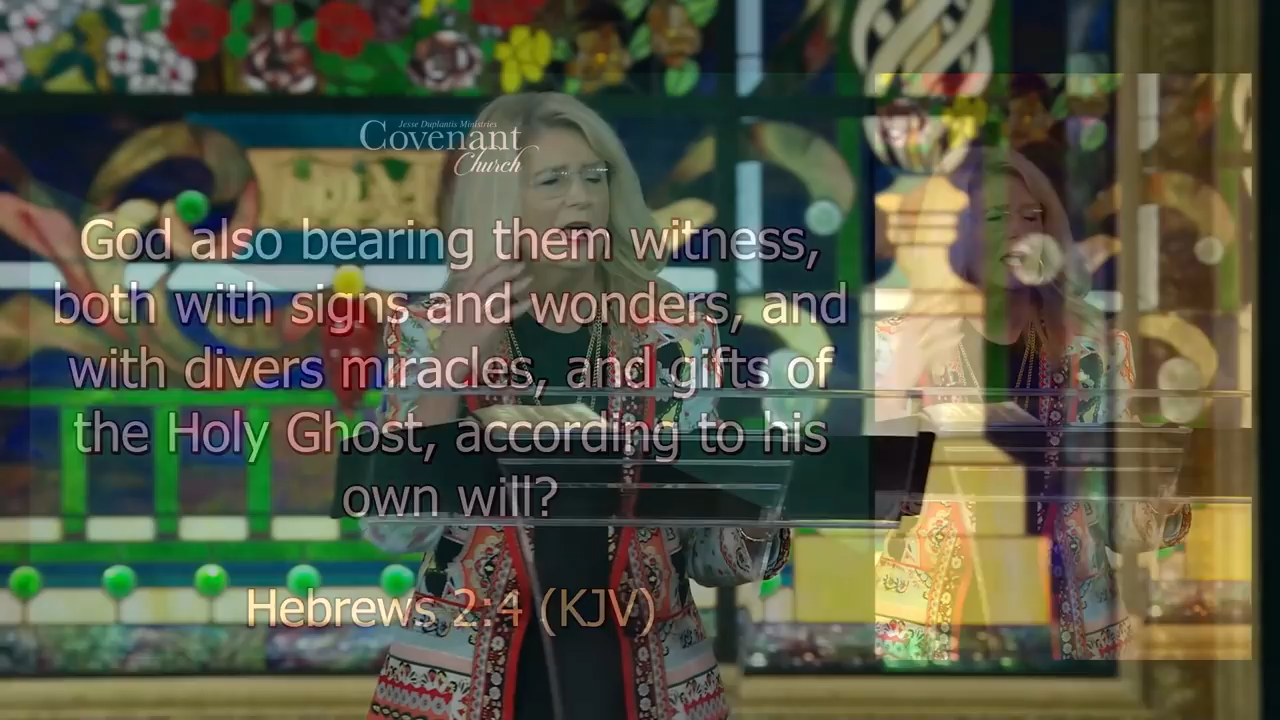 Jesse Duplantis Ministries
Covenant
Church
God also bearing them witness,
both with signs and wonders, and
with divers miracles, and gifts of
the Holy Ghost, according to his
own will?
Hebrews 2:4 (KJV)